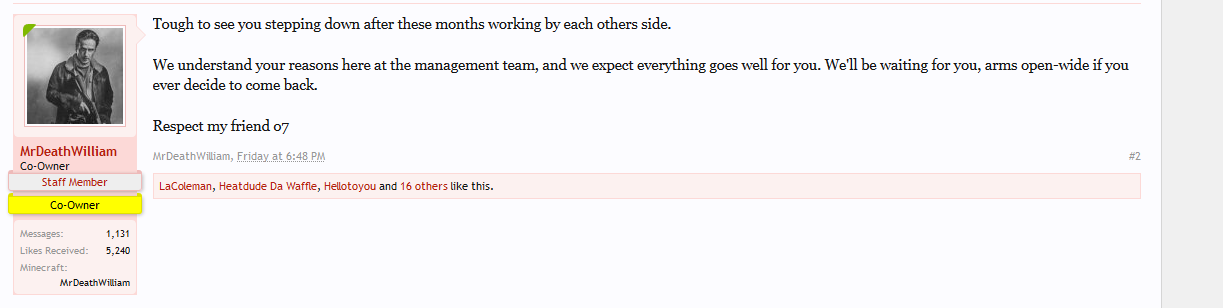 Tough to see you stepping down after these months working by each others side.
We understand your reasons here at the management team, and we expect everything goes well for you. We'll be waiting for you, arms open-wide if you
ever decide to come back.
Respect my friend o7
MrDeathWilliam, Friday at 6:48 PM #2
LaColeman, Heatdude Da Waffle, Hellotoyou and 16 others like this.
MrDeathWilliam
Co-Owner
Staff Member
Co-Owner
Messages: 1,131
Likes Received: 5,240
Minecraft:
MrDeathWilliam